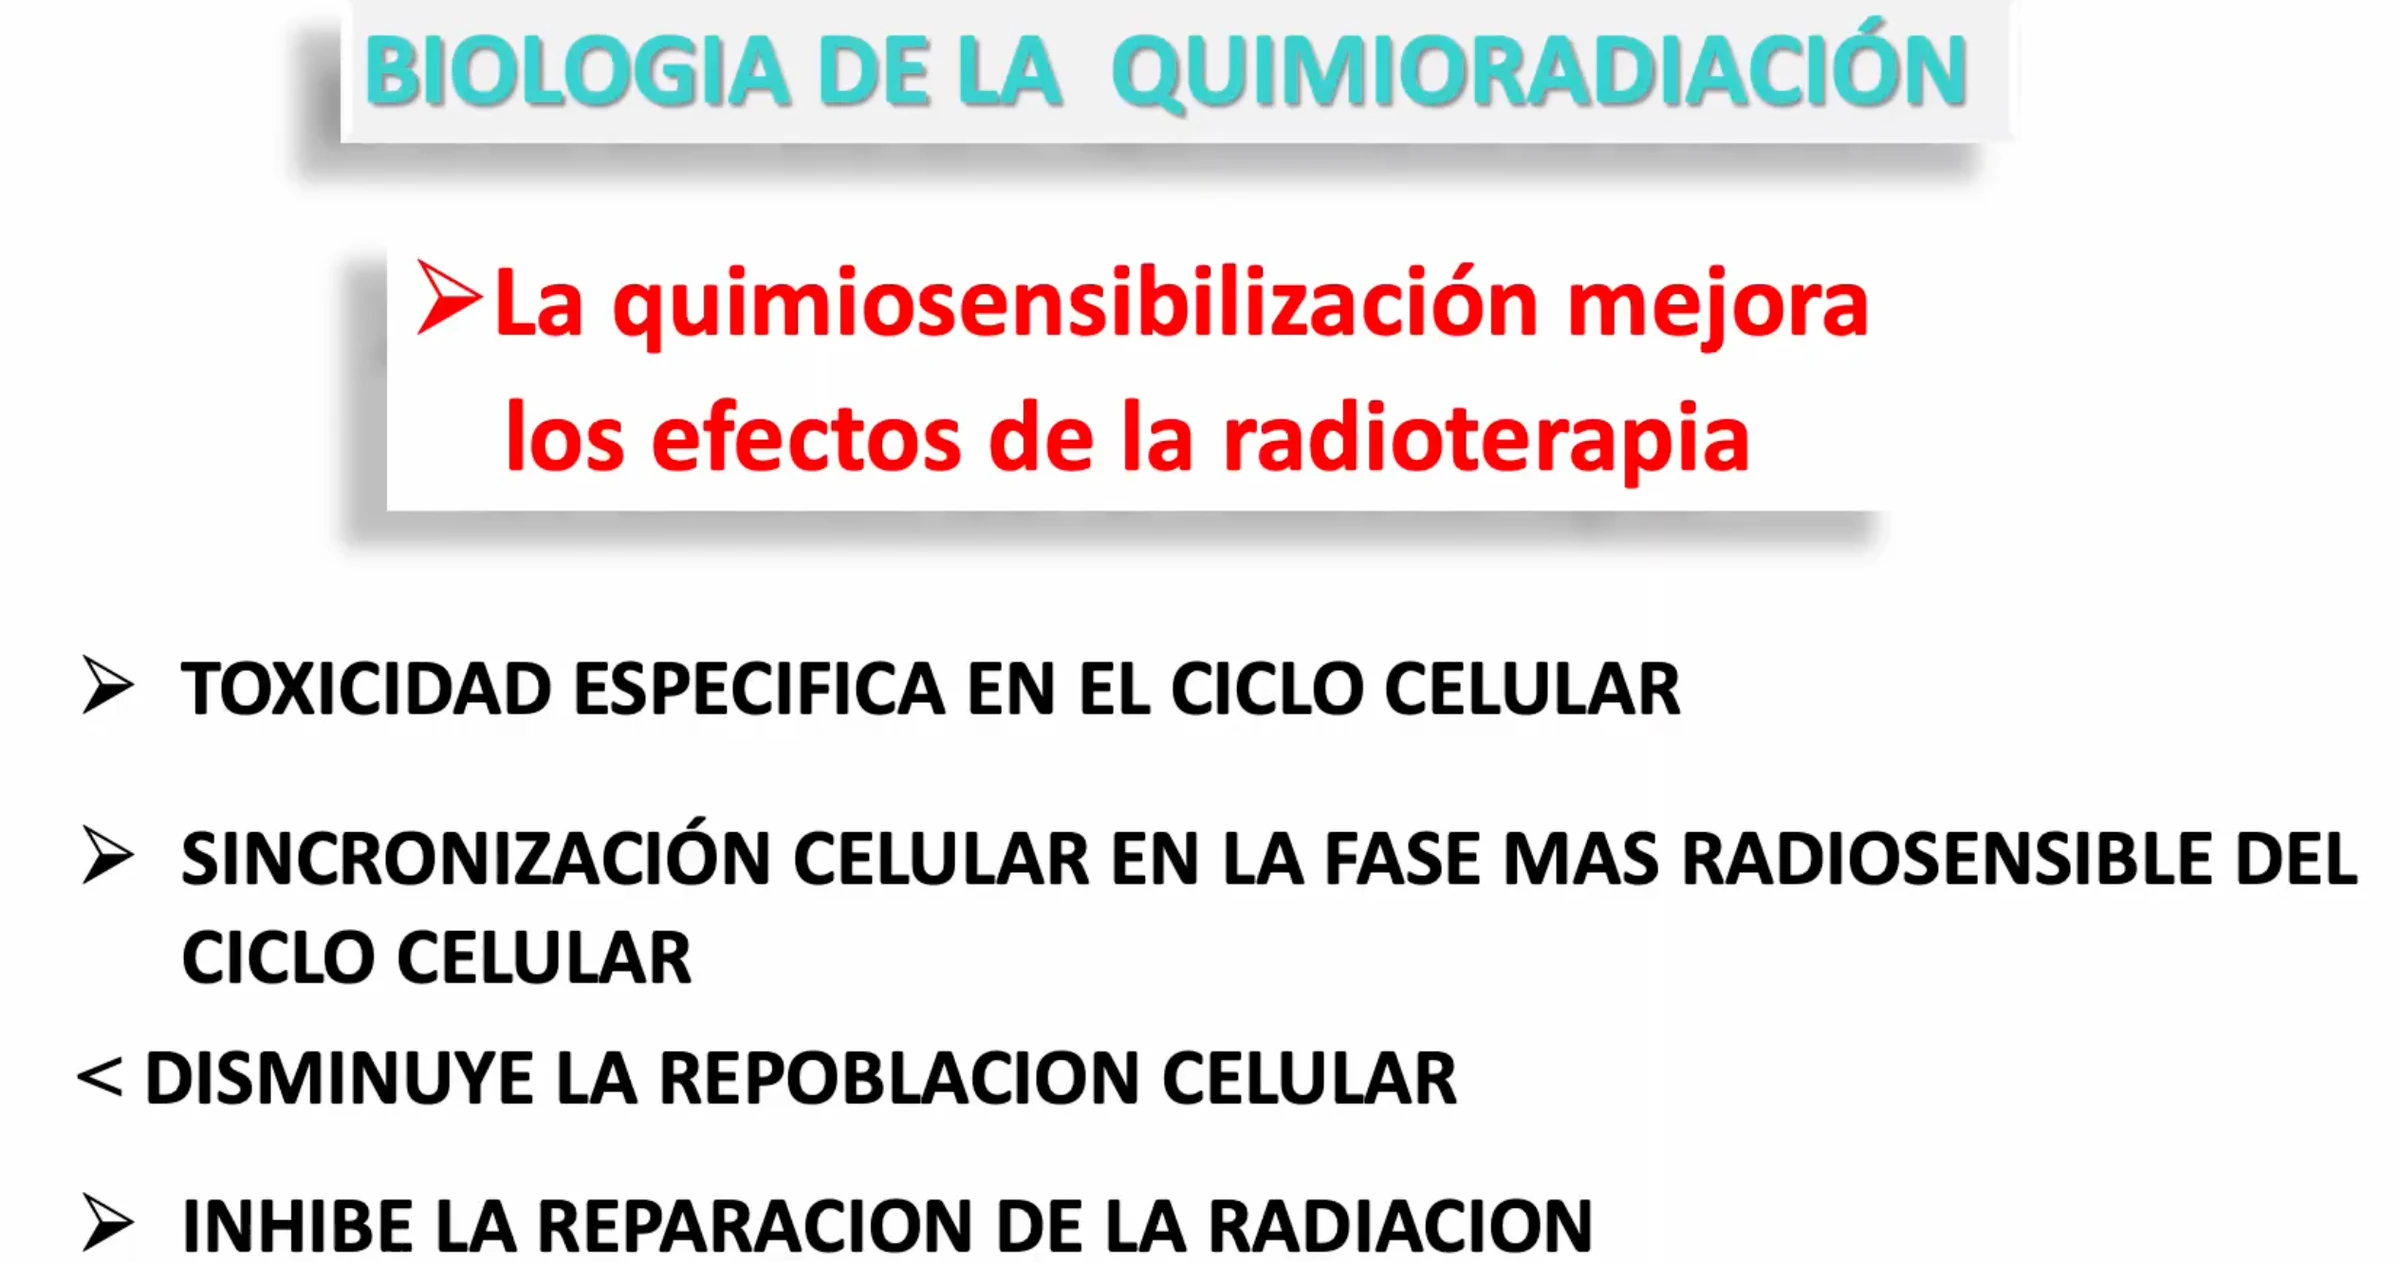 BIOLOGIA DE LA QUIMIORADIACIÓN
➢La quimiosensibilización mejora
los efectos de la radioterapia
➢ TOXICIDAD ESPECIFICA EN EL CICLO CELULAR
➢ SINCRONIZACIÓN CELULAR EN LA FASE MAS RADIOSENSIBLE DEL
CICLO CELULAR
< DISMINUYE LA REPOBLACION CELULAR
➢ INHIBE LA REPARACION DE LA RADIACION